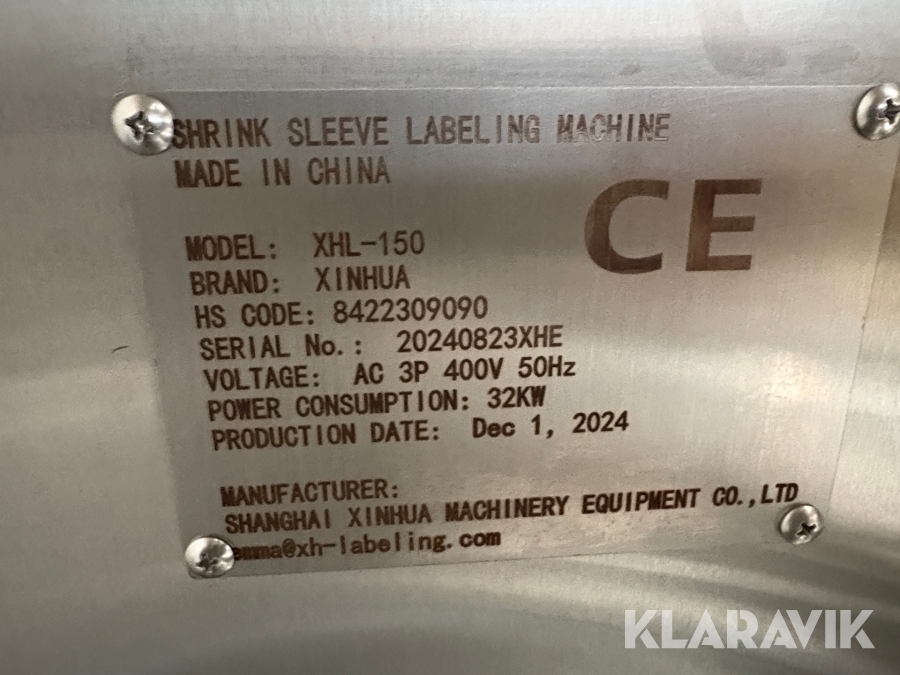 SHRINK SLEEVE LABELING MACHINE
MADE IN CHINA
CE
MODEL: XHL-150
BRAND: XINHUA
HS CODE: 8422309090
SERIAL No.: 20240823XHE
VOLTAGE: AC 3P 400V 50Hz
POWER CONSUMPTION: 32KW
PRODUCTION DATE: Dec 1, 2024
MANUFACTURER:
SHANGHAI XINHUA MACHINERY EQUIPMENT CO.,LTD
emma@xh-labeling.com
KLARAVIK